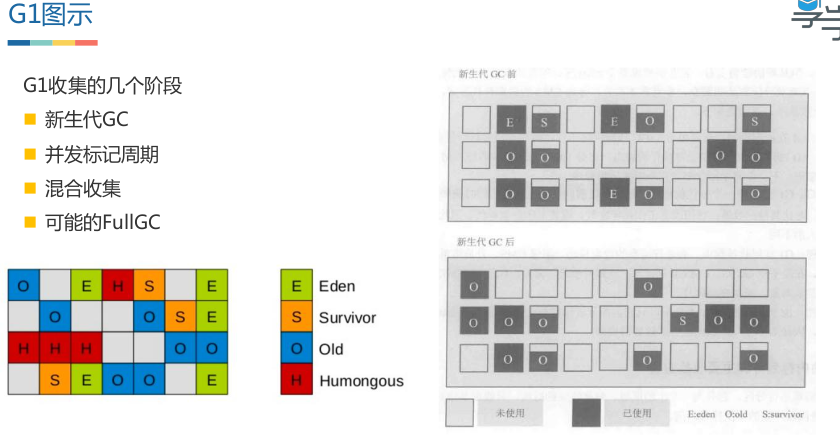 G1图示
G1收集的几个阶段
新生代GC
并发标记周期
混合收集
可能的FullGC
O E H S E
O O S E
H H H O O
S E O O E
E Eden
S Survivor
O Old
H Humongous
新生代 GC 前
E S E O S
O O O O
O O E O O
新生代 GC 后
O O
O O O S O O
O O O O
未使用
已使用
E:eden O:old S:survivor